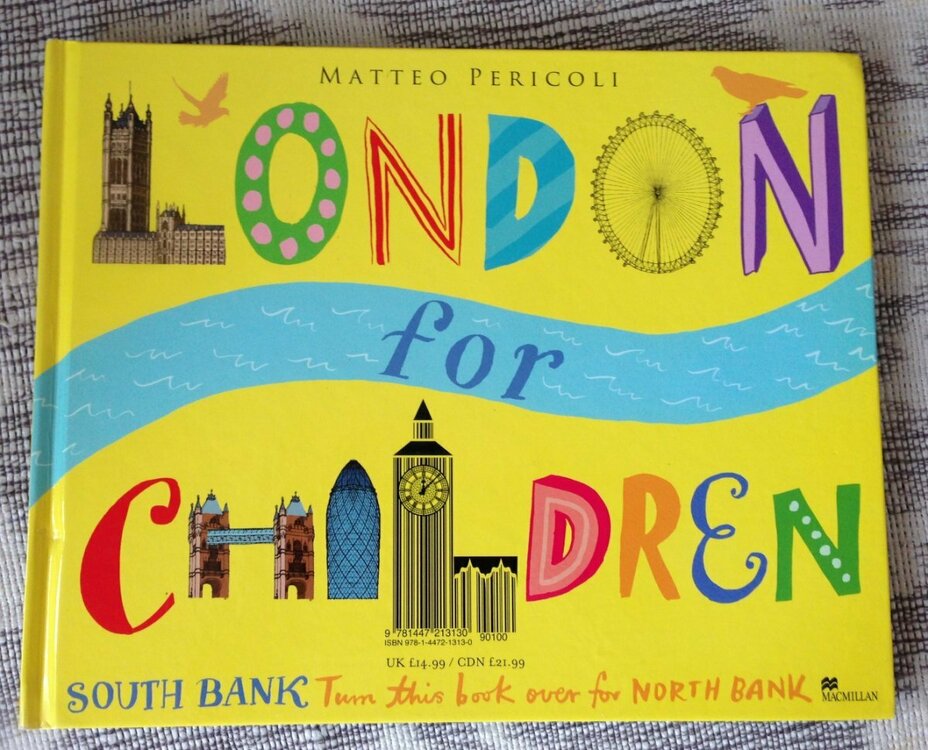 MATTEO PERICOLI
LONDON
for
CHILDREN
9 781447 213130 90100
ISBN 978-1-4472-1313-0
UK £14.99 / CDN £21.99
SOUTH BANK Turn this book over for NORTH BANK MACMILLAN